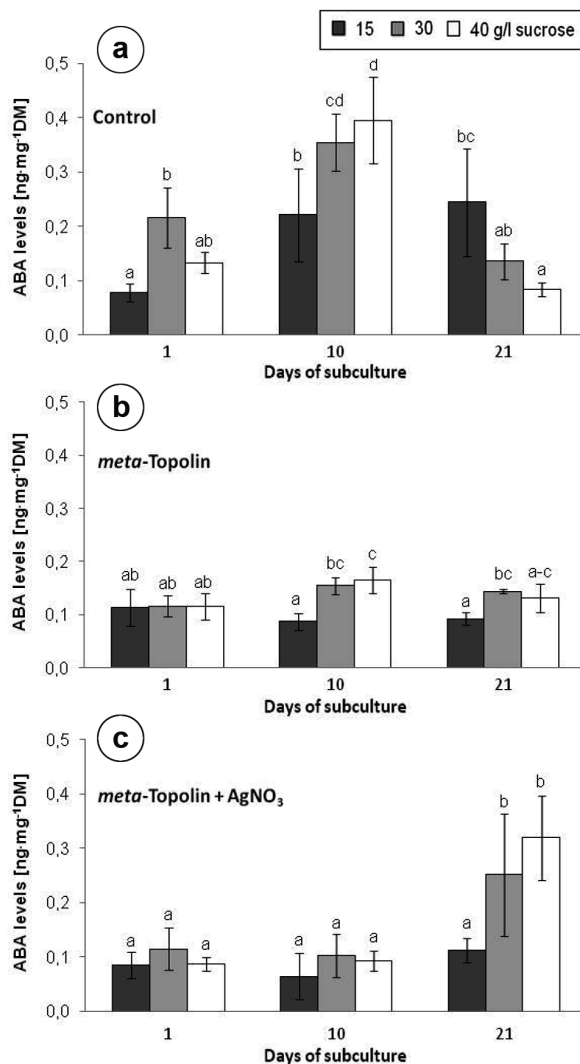 15 30 40 g/l sucrose
a
Control
ABA levels [ng·mg⁻¹DM]
0,5
0,4
0,3
0,2
0,1
0,0
a b ab
b cd d
bc ab a
1 10 21
Days of subculture
b
meta-Topolin
ABA levels [ng·mg⁻¹DM]
0,5
0,4
0,3
0,2
0,1
0,0
ab ab ab
a bc c
a bc a-c
1 10 21
Days of subculture
c
meta-Topolin + AgNO₃
ABA levels [ng·mg⁻¹DM]
0,5
0,4
0,3
0,2
0,1
0,0
a a a
a a a
a b b
1 10 21
Days of subculture